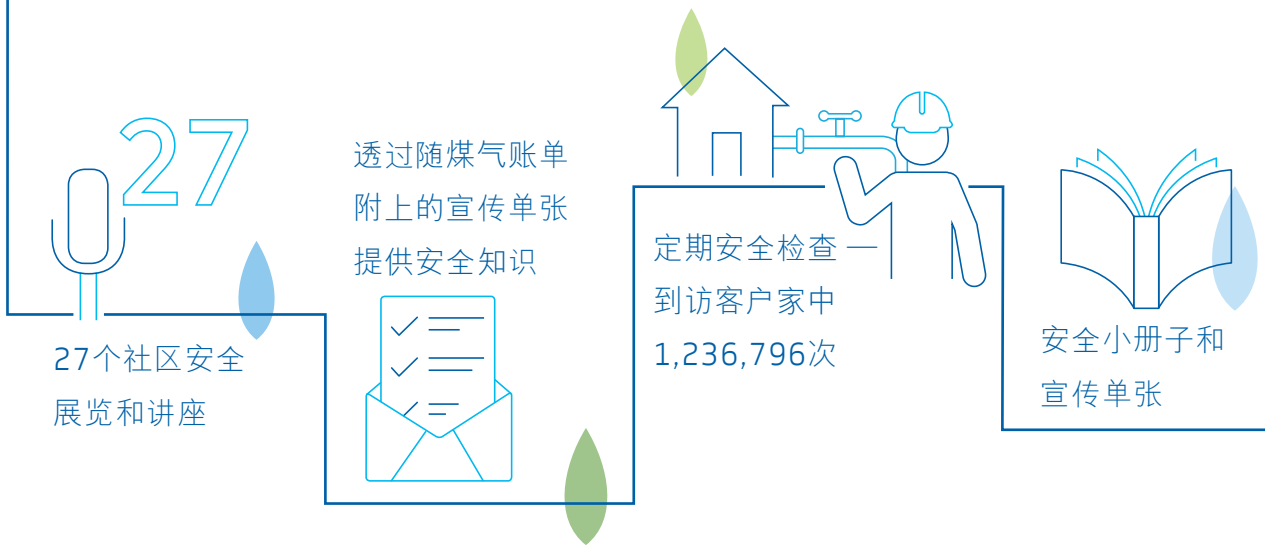 27
27个社区安全
展览和讲座
透过随煤气账单
附上的宣传单张
提供安全知识
定期安全检查 —
到访客户家中
1,236,796次
安全小册子和
宣传单张